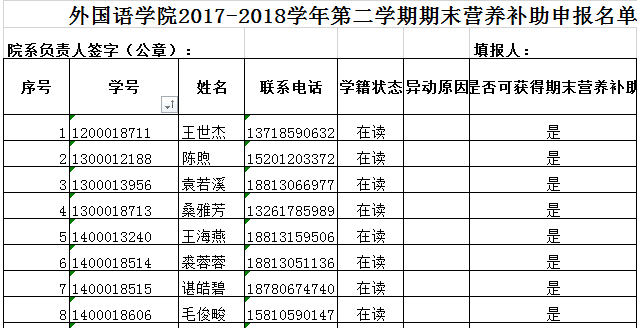 外国语学院2017-2018学年第二学期期末营养补助申报名单
院系负责人签字（公章）： 填报人：
序号 学号 姓名 联系电话 学籍状态 异动原因 是否可获得期末营养补助
1 1200018711 王世杰 13718590632 在读 是
2 1300012188 陈煦 15201203372 在读 是
3 1300013956 袁若溪 18813066977 在读 是
4 1300018713 桑雅芳 13261785989 在读 是
5 1400013240 王海燕 18813159506 在读 是
6 1400018514 裘蓉蓉 18813051136 在读 是
7 1400018515 谌皓碧 18780674740 在读 是
8 1400018606 毛俊畯 15810590147 在读 是